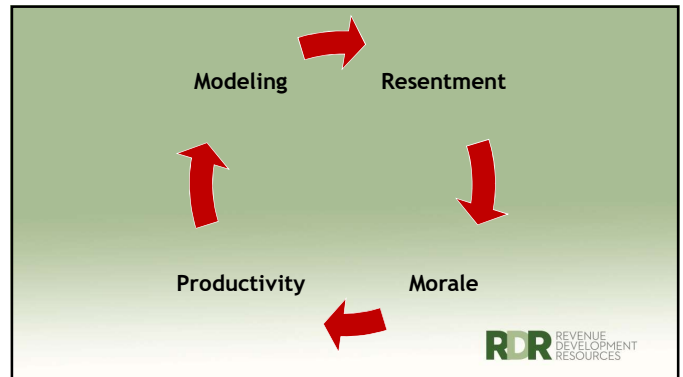 Modeling
Resentment
Productivity
Morale
RDR
REVENUE
DEVELOPMENT
RESOURCES